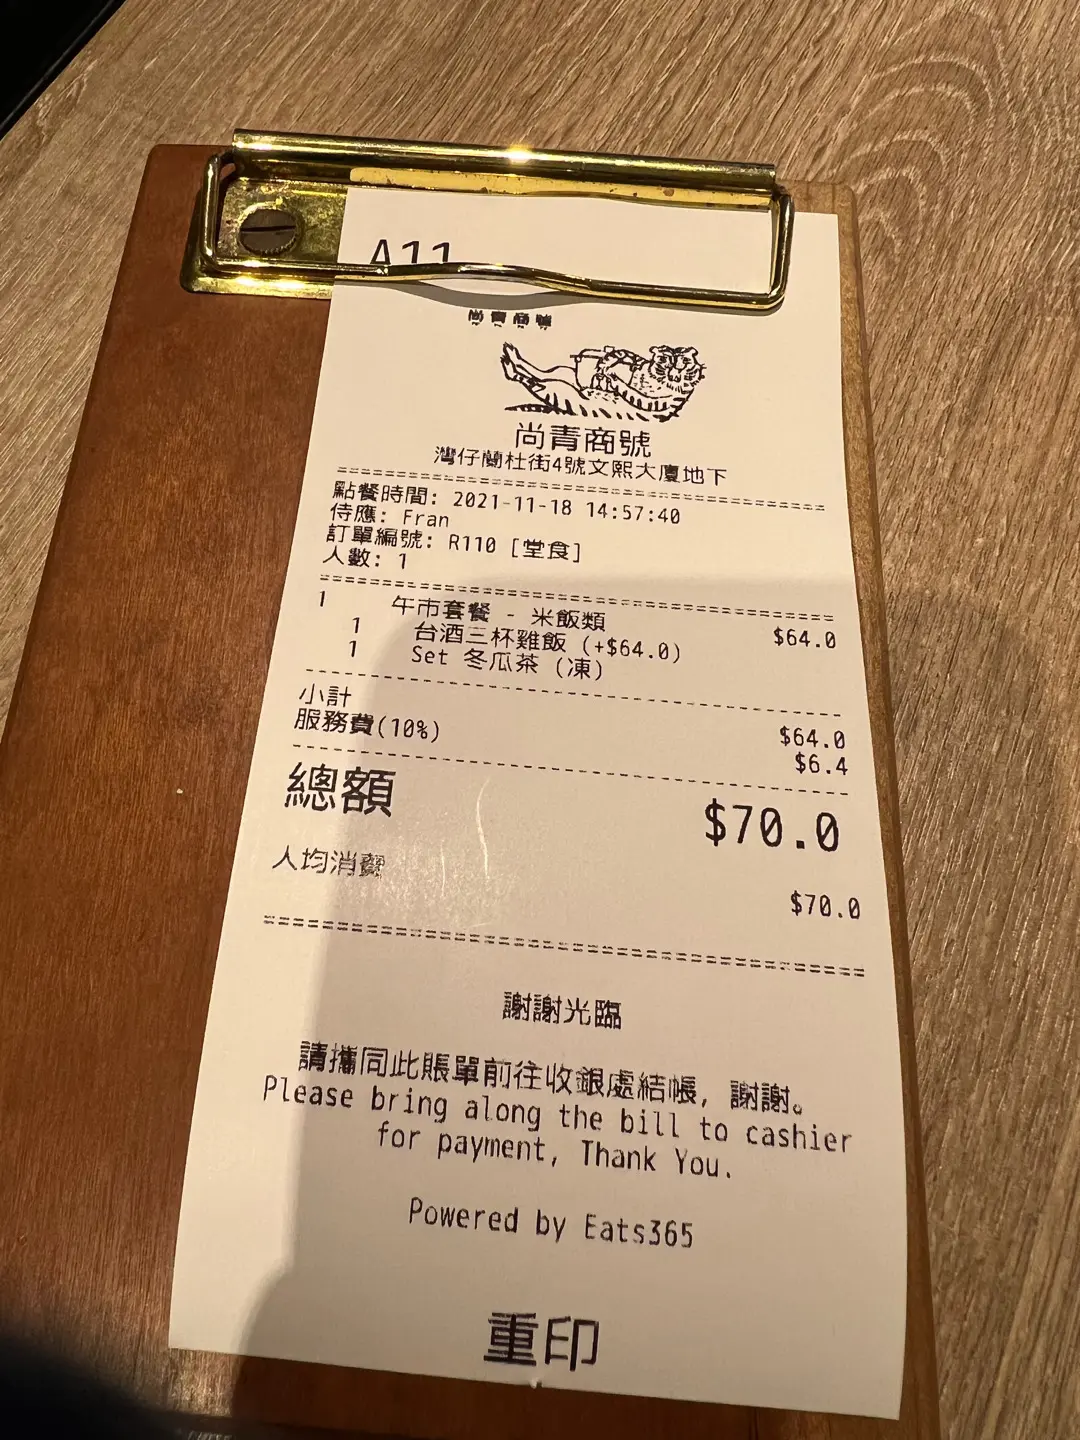 A11
尚青商號
尚青商號
灣仔蘭杜街4號文熙大廈地下
點餐時間: 2021-11-18 14:57:40
侍應: Fran
訂單編號: R110 [堂食]
人數: 1
1 午市套餐 - 米飯類 $64.0
1 台酒三杯雞飯 (+$64.0)
1 Set 冬瓜茶 (凍)
小計 $64.0
服務費(10%) $6.4
總額 $70.0
人均消費 $70.0
謝謝光臨
請攜同此賬單前往收銀處結帳, 謝謝。
Please bring along the bill to cashier
for payment, Thank You.
Powered by Eats365
重印